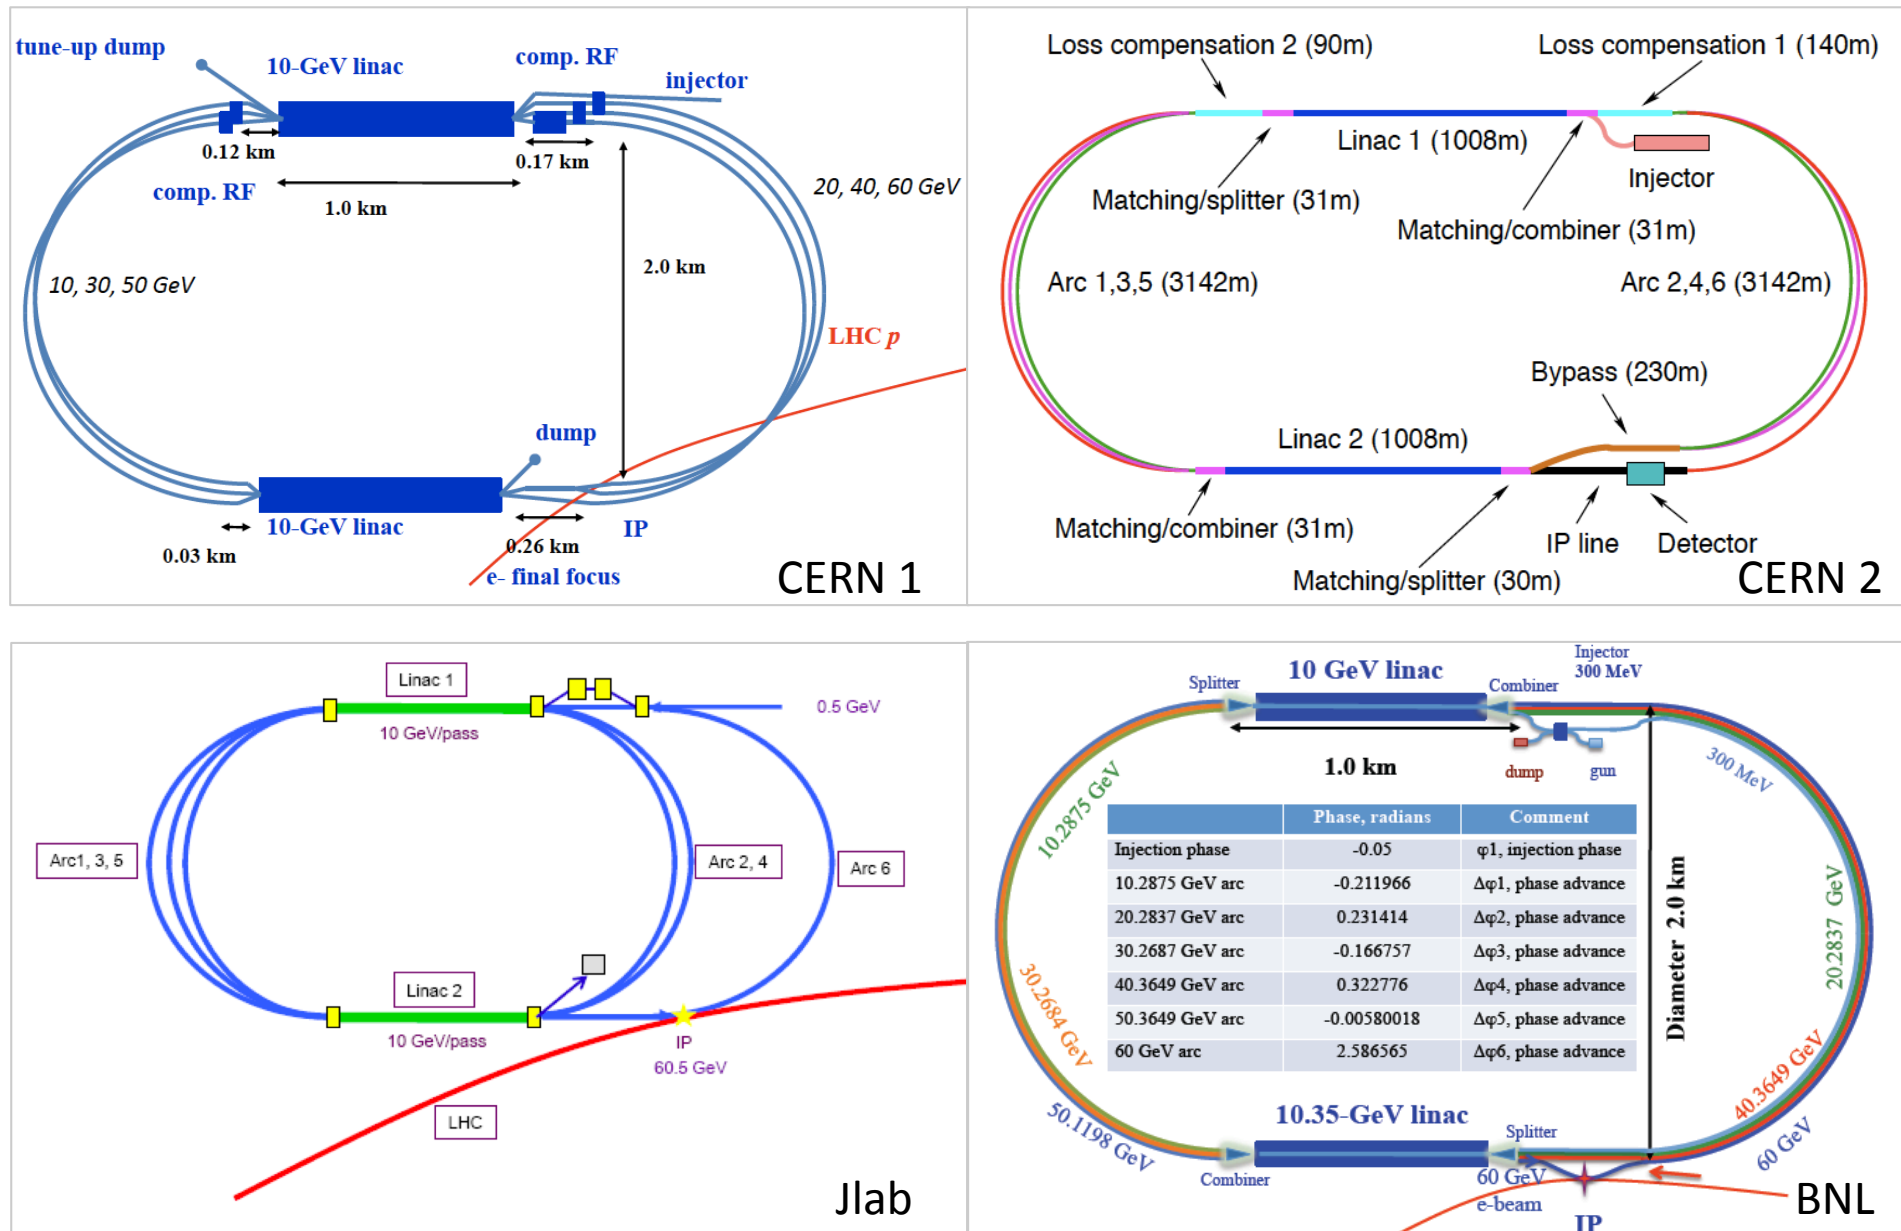 tune-up dump
10-GeV linac
comp. RF
injector
0.12 km
0.17 km
comp. RF
1.0 km
20, 40, 60 GeV
2.0 km
10, 30, 50 GeV
LHC p
dump
10-GeV linac
0.03 km
0.26 km
IP
e- final focus
CERN 1
Loss compensation 2 (90m)
Loss compensation 1 (140m)
Linac 1 (1008m)
Injector
Matching/splitter (31m)
Matching/combiner (31m)
Arc 1,3,5 (3142m)
Arc 2,4,6 (3142m)
Bypass (230m)
Linac 2 (1008m)
Matching/combiner (31m)
IP line
Detector
Matching/splitter (30m)
CERN 2
Linac 1
10 GeV/pass
0.5 GeV
Arc1, 3, 5
Arc 2, 4
Arc 6
Linac 2
10 GeV/pass
IP
60.5 GeV
LHC
Jlab
Injector
300 MeV
Splitter
10 GeV linac
Combiner
1.0 km
dump
gun
300 MeV
10.2875 GeV
Phase, radians Comment
Injection phase -0.05 φ1, injection phase
10.2875 GeV arc -0.211966 Δφ1, phase advance
20.2837 GeV arc 0.231414 Δφ2, phase advance
30.2687 GeV arc -0.166757 Δφ3, phase advance
40.3649 GeV arc 0.322776 Δφ4, phase advance
50.3649 GeV arc -0.00580018 Δφ5, phase advance
60 GeV arc 2.586565 Δφ6, phase advance
Diameter 2.0 km
20.2837 GeV
30.2684 GeV
40.3649 GeV
50.1198 GeV
60 GeV
10.35-GeV linac
Splitter
Combiner
60 GeV
e-beam
IP
BNL